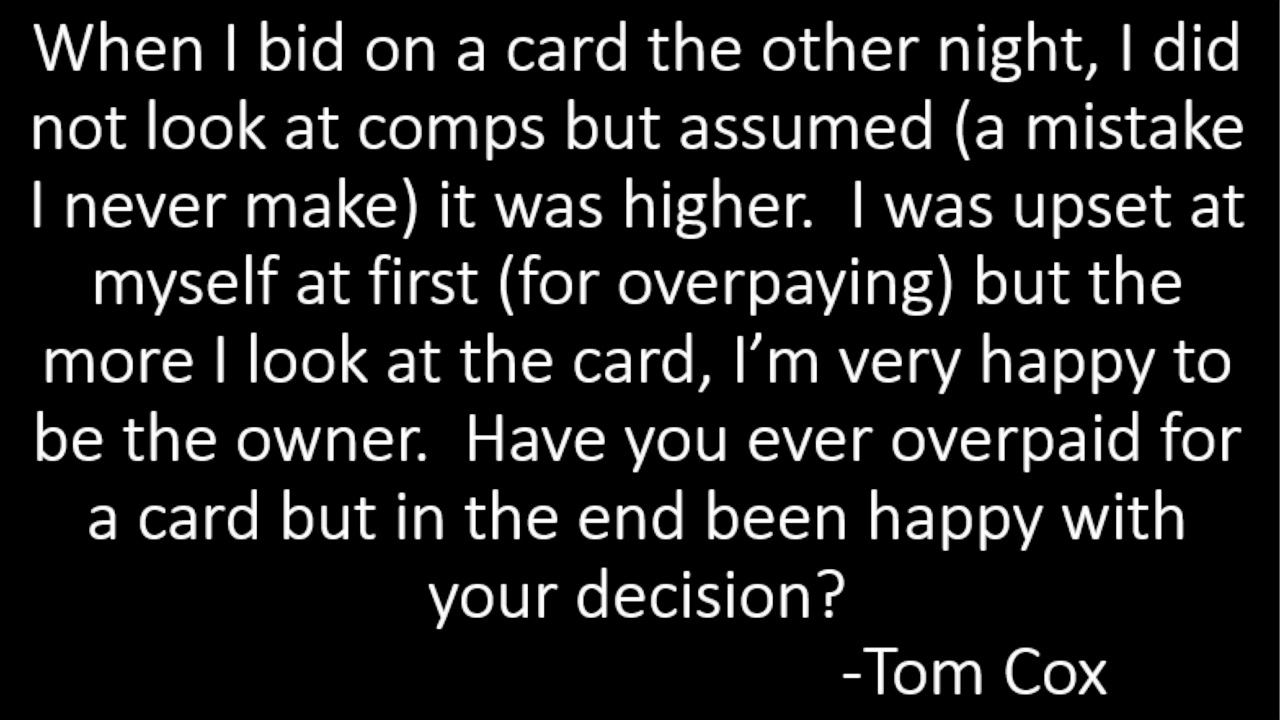 When I bid on a card the other night, I did
not look at comps but assumed (a mistake
I never make) it was higher.  I was upset at
myself at first (for overpaying) but the
more I look at the card, I’m very happy to
be the owner.  Have you ever overpaid for
a card but in the end been happy with
your decision?
-Tom Cox